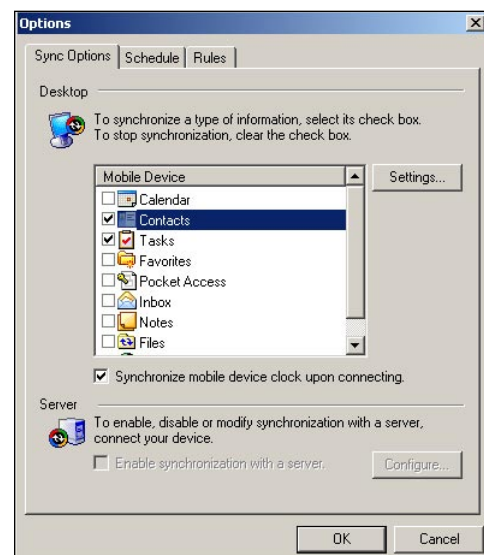 Options
Sync Options Schedule Rules
Desktop
To synchronize a type of information, select its check box.
To stop synchronization, clear the check box.
Mobile Device
Settings...
Calendar
Contacts
Tasks
Favorites
Pocket Access
Inbox
Notes
Files
Synchronize mobile device clock upon connecting.
Server
To enable, disable or modify synchronization with a server,
connect your device.
Enable synchronization with a server.
Configure...
OK Cancel